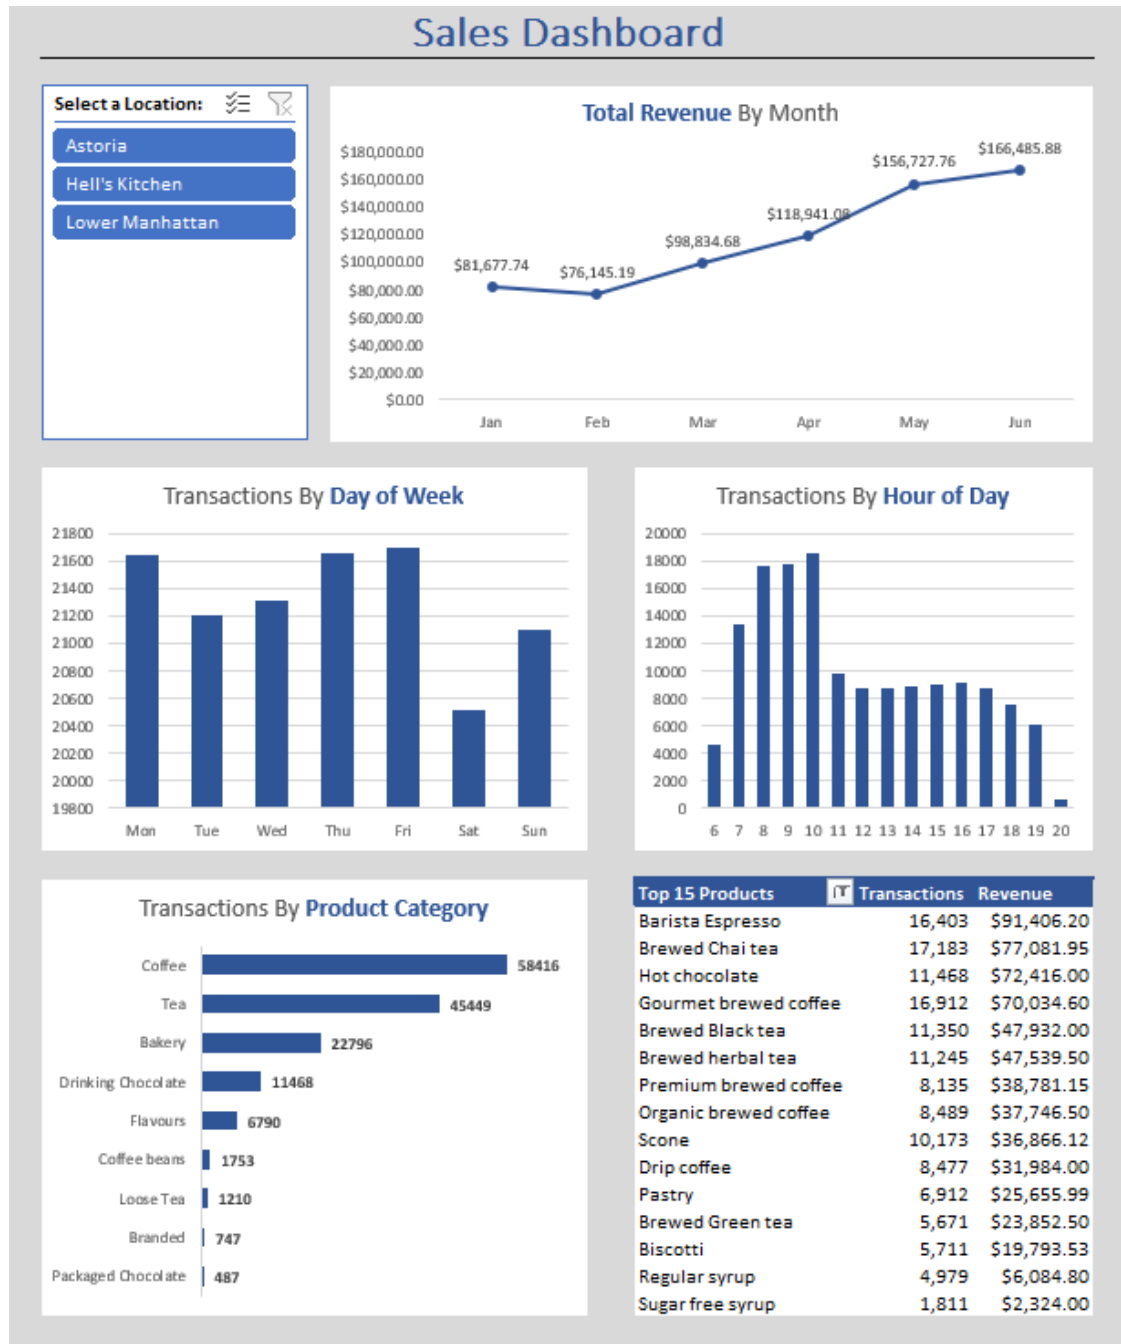 Sales Dashboard
Select a Location:
Astoria
Hell's Kitchen
Lower Manhattan
Total Revenue By Month
$180,000.00
$160,000.00
$140,000.00
$120,000.00
$100,000.00
$80,000.00
$60,000.00
$40,000.00
$20,000.00
$0.00
$81,677.74
$76,145.19
$98,834.68
$118,941.08
$156,727.76
$166,485.88
Jan Feb Mar Apr May Jun
Transactions By Day of Week
21800
21600
21400
21200
21000
20800
20600
20400
20200
20000
19800
Mon Tue Wed Thu Fri Sat Sun
Transactions By Hour of Day
20000
18000
16000
14000
12000
10000
8000
6000
4000
2000
0
6 7 8 9 10 11 12 13 14 15 16 17 18 19 20
Transactions By Product Category
Coffee 58416
Tea 45449
Bakery 22796
Drinking Chocolate 11468
Flavours 6790
Coffee beans 1753
Loose Tea 1210
Branded 747
Packaged Chocolate 487
Top 15 Products Transactions Revenue
Barista Espresso 16,403 $91,406.20
Brewed Chai tea 17,183 $77,081.95
Hot chocolate 11,468 $72,416.00
Gourmet brewed coffee 16,912 $70,034.60
Brewed Black tea 11,350 $47,932.00
Brewed herbal tea 11,245 $47,539.50
Premium brewed coffee 8,135 $38,781.15
Organic brewed coffee 8,489 $37,746.50
Scone 10,173 $36,866.12
Drip coffee 8,477 $31,984.00
Pastry 6,912 $25,655.99
Brewed Green tea 5,671 $23,852.50
Biscotti 5,711 $19,793.53
Regular syrup 4,979 $6,084.80
Sugar free syrup 1,811 $2,324.00